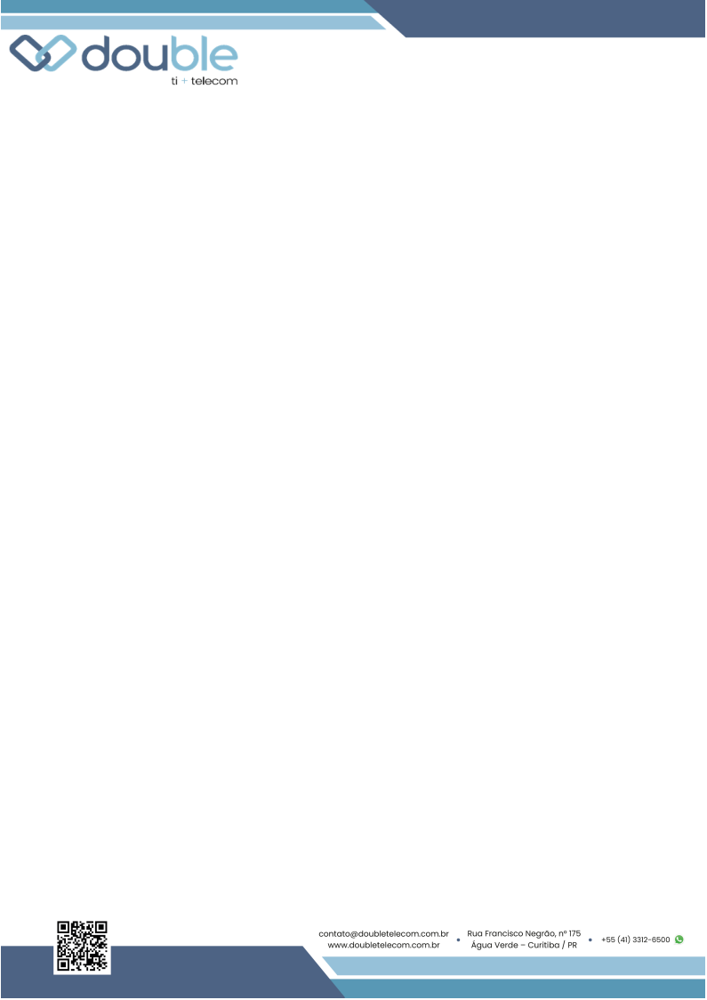 double
ti + telecom
contato@doubletelecom.com.br
www.doubletelecom.com.br
Rua Francisco Negrão, nº 175
Água Verde – Curitiba / PR
+55 (41) 3312-6500